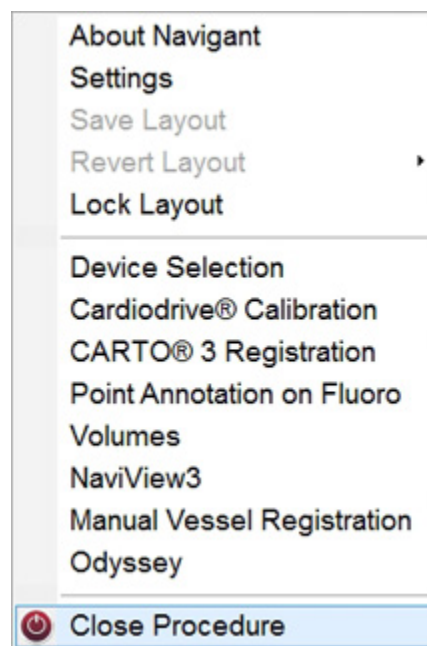 About Navigant
Settings
Save Layout
Revert Layout
Lock Layout
Device Selection
Cardiodrive® Calibration
CARTO® 3 Registration
Point Annotation on Fluoro
Volumes
NaviView3
Manual Vessel Registration
Odyssey
Close Procedure